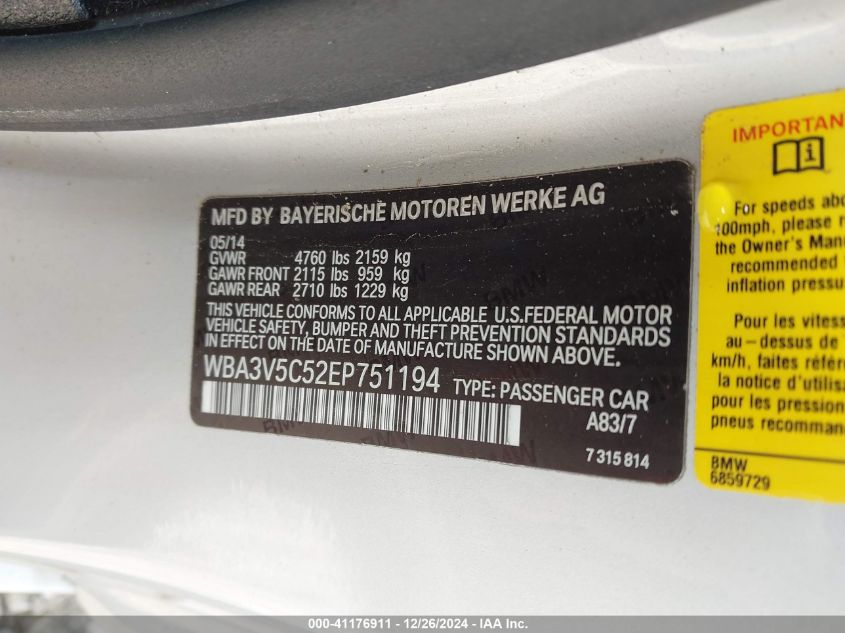 MFD BY BAYERISCHE MOTOREN WERKE AG
05/14
GVWR 4760 lbs 2159 kg
GAWR FRONT 2115 lbs 959 kg
GAWR REAR 2710 lbs 1229 kg
THIS VEHICLE CONFORMS TO ALL APPLICABLE U.S.FEDERAL MOTOR
VEHICLE SAFETY, BUMPER AND THEFT PREVENTION STANDARDS
IN EFFECT ON THE DATE OF MANUFACTURE SHOWN ABOVE.
WBA3V5C52EP751194 TYPE: PASSENGER CAR
A83/7
7 315 814
IMPORTAN
For speeds abo
100mph, please r
the Owner's Manu
recommended
inflation pressu
Pour les vitess
au-dessus de
km/h, faites référe
la notice d'utilisa
pour les pression
pneus recomman
BMW
6859729
000-41176911 - 12/26/2024 - IAA Inc.